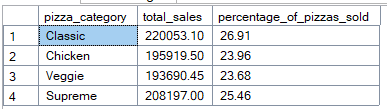 pizza_category total_sales percentage_of_pizzas_sold
1 Classic 220053.10 26.91
2 Chicken 195919.50 23.96
3 Veggie 193690.45 23.68
4 Supreme 208197.00 25.46